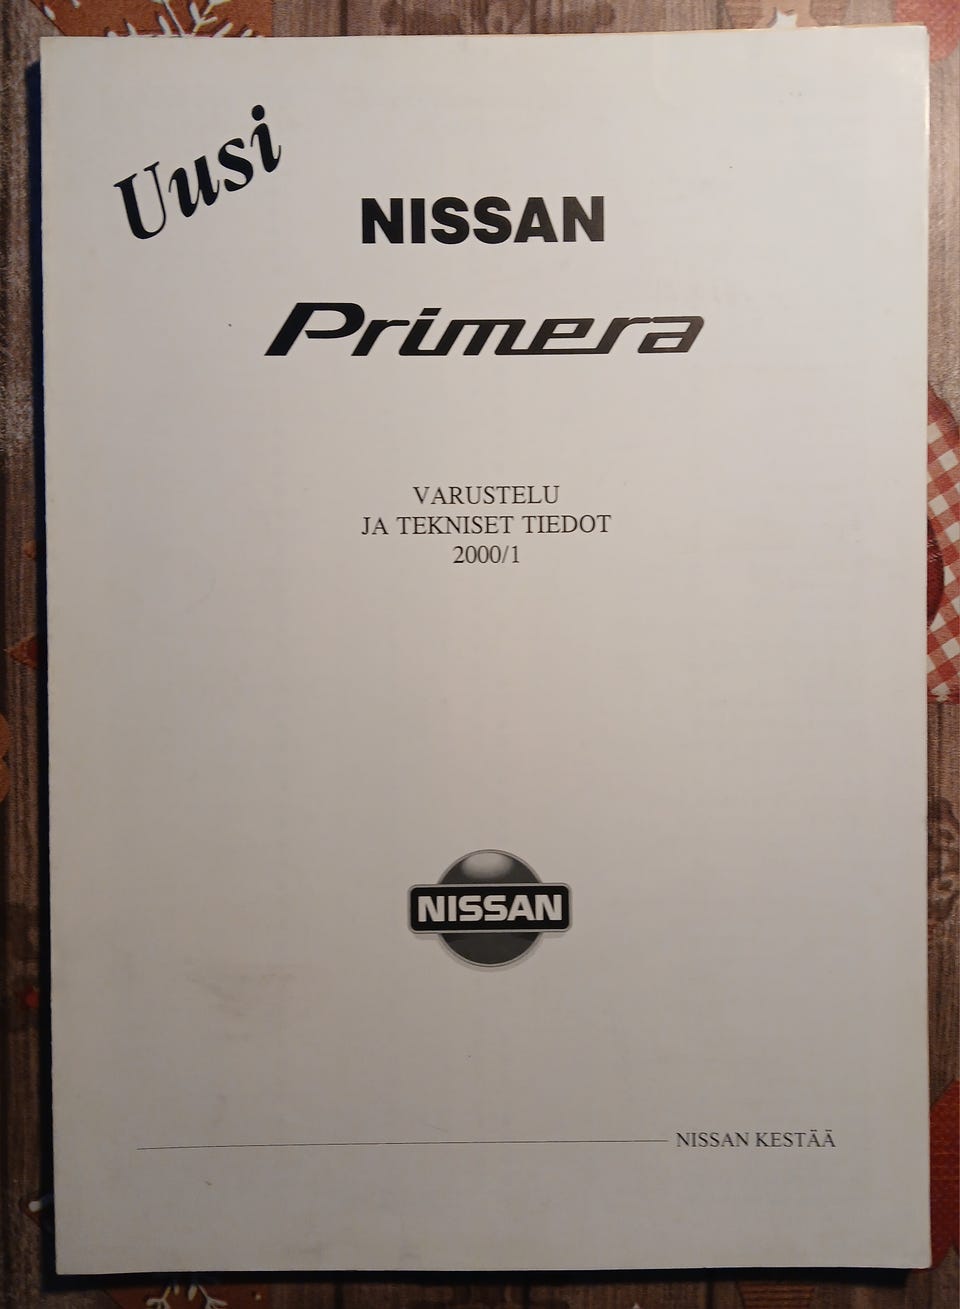 Uusi
NISSAN
Primera
VARUSTELU
JA TEKNISET TIEDOT
2000/1
NISSAN
NISSAN KESTÄÄ